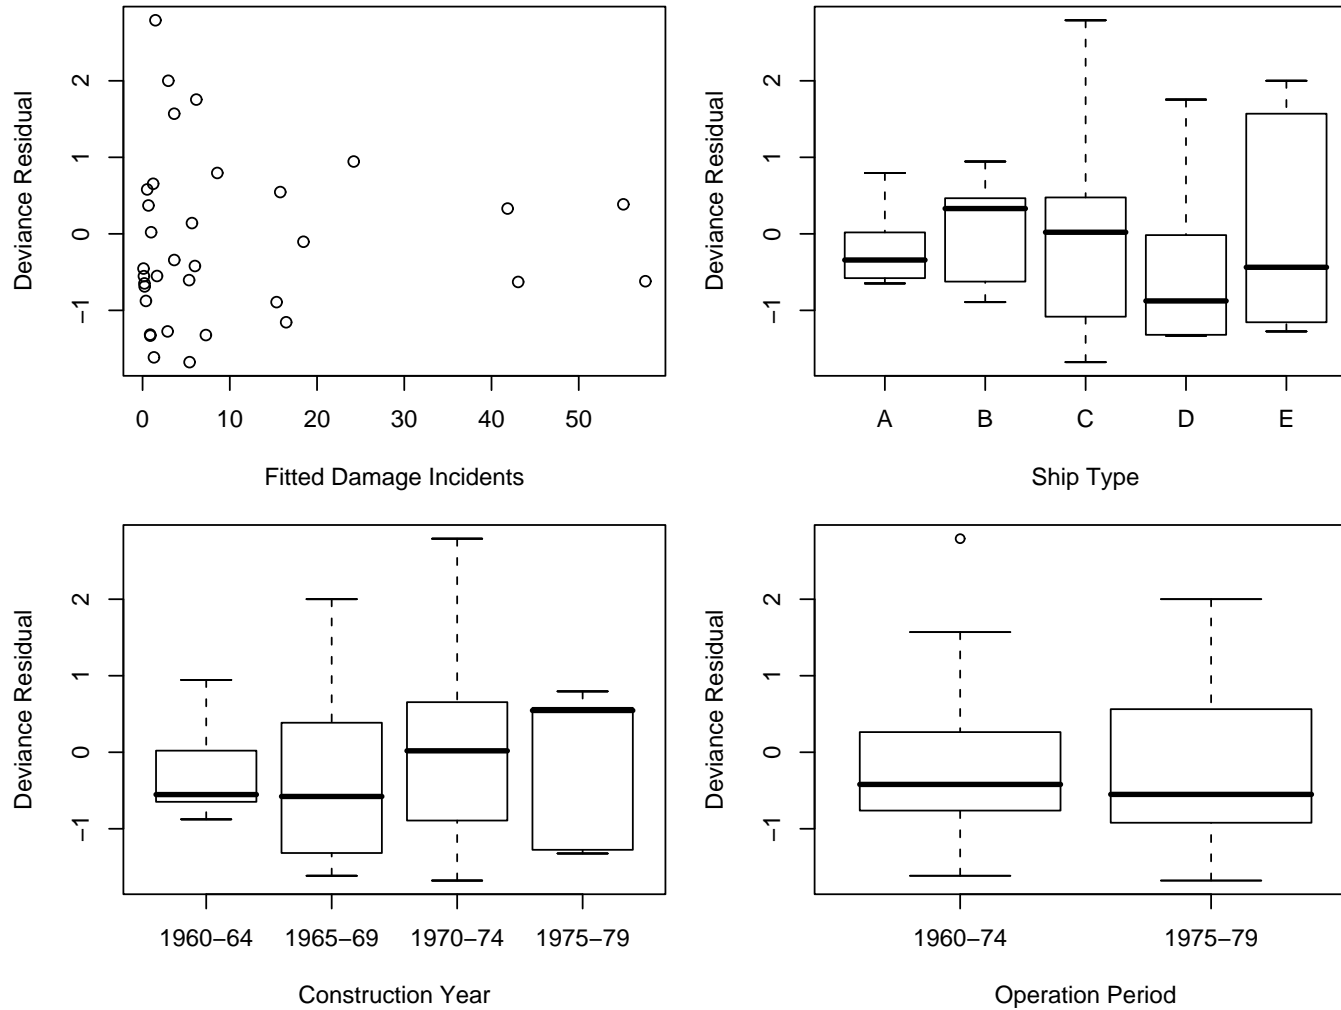 Deviance Residual
2
1
0
−1
0 10 20 30 40 50
Fitted Damage Incidents
Deviance Residual
2
1
0
−1
A B C D E
Ship Type
Deviance Residual
2
1
0
−1
1960−64 1965−69 1970−74 1975−79
Construction Year
Deviance Residual
2
1
0
−1
1960−74 1975−79
Operation Period